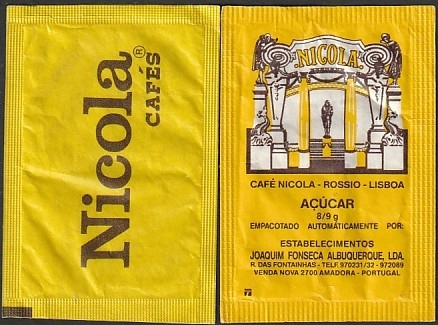 Nicola®
CAFÉS
NICOLA
CAFÉ NICOLA - ROSSIO - LISBOA
AÇÚCAR
8/9 g
EMPACOTADO AUTOMÁTICAMENTE POR:
ESTABELECIMENTOS
JOAQUIM FONSECA ALBUQUERQUE, LDA.
R. DAS FONTAINHAS - TELF. 970231/32 - 972089
VENDA NOVA 2700 AMADORA - PORTUGAL